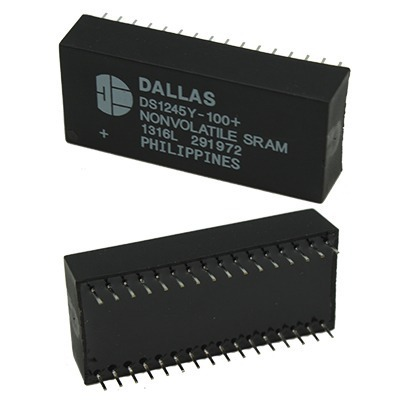 DALLAS
DS1245Y-100+
NONVOLATILE SRAM
1316L 291972
+
PHILIPPINES